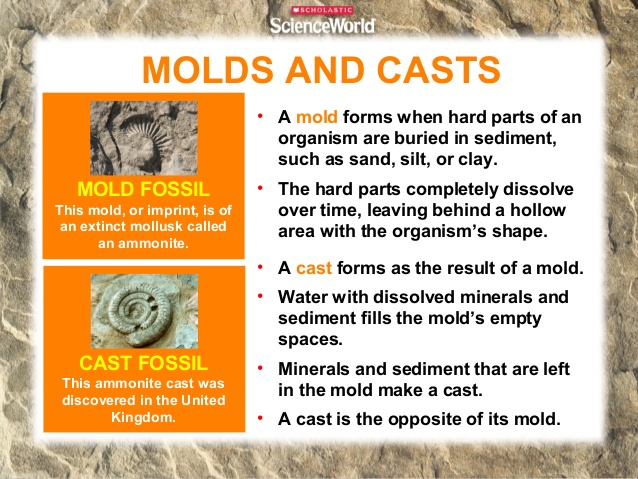 SCHOLASTIC
ScienceWorld
MOLDS AND CASTS
MOLD FOSSIL
This mold, or imprint, is of
an extinct mollusk called
an ammonite.
CAST FOSSIL
This ammonite cast was
discovered in the United
Kingdom.
• A mold forms when hard parts of an
organism are buried in sediment,
such as sand, silt, or clay.
• The hard parts completely dissolve
over time, leaving behind a hollow
area with the organism’s shape.
• A cast forms as the result of a mold.
• Water with dissolved minerals and
sediment fills the mold’s empty
spaces.
• Minerals and sediment that are left
in the mold make a cast.
• A cast is the opposite of its mold.